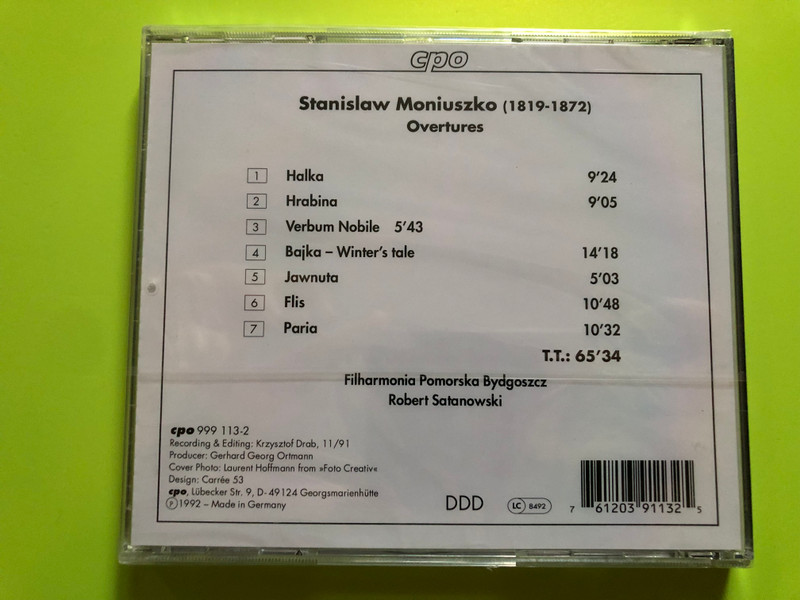 cpo
Stanislaw Moniuszko (1819-1872)
Overtures
1 Halka 9'24
2 Hrabina 9'05
3 Verbum Nobile 5'43
4 Bajka – Winter's tale 14'18
5 Jawnuta 5'03
6 Flis 10'48
7 Paria 10'32
T.T.: 65'34
Filharmonia Pomorska Bydgoszcz
Robert Satanowski
cpo 999 113-2
Recording & Editing: Krzysztof Drab, 11/91
Producer: Gerhard Georg Ortmann
Cover Photo: Laurent Hoffmann from »Foto Creativ«
Design: Carrée 53
cpo, Lübecker Str. 9, D-49124 Georgsmarienhütte
Ⓟ1992 – Made in Germany
DDD
LC 8492
7 61203 91132 5